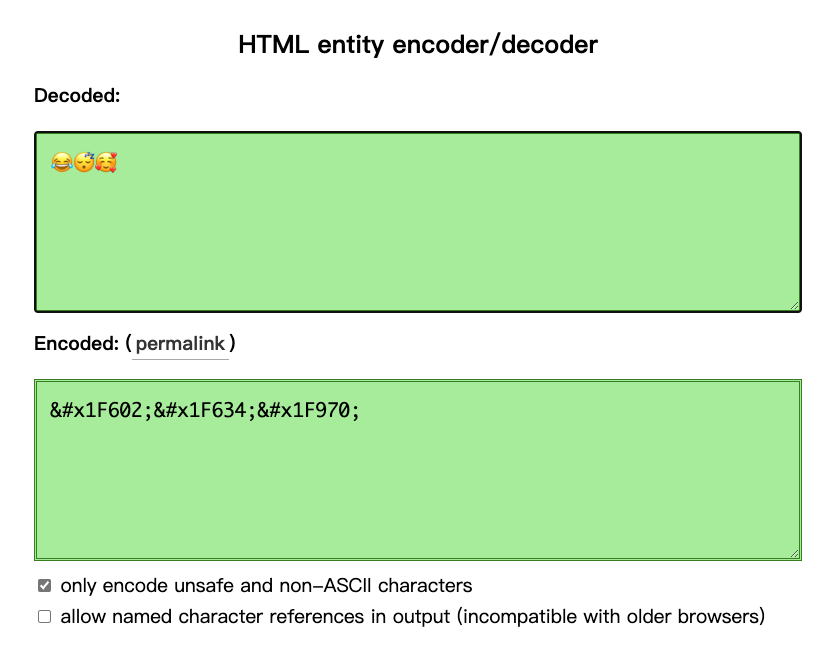 HTML entity encoder/decoder
Decoded:
😂😴🥰
Encoded: (permalink)
&#x1F602;&#x1F634;&#x1F970;
only encode unsafe and non-ASCII characters
allow named character references in output (incompatible with older browsers)